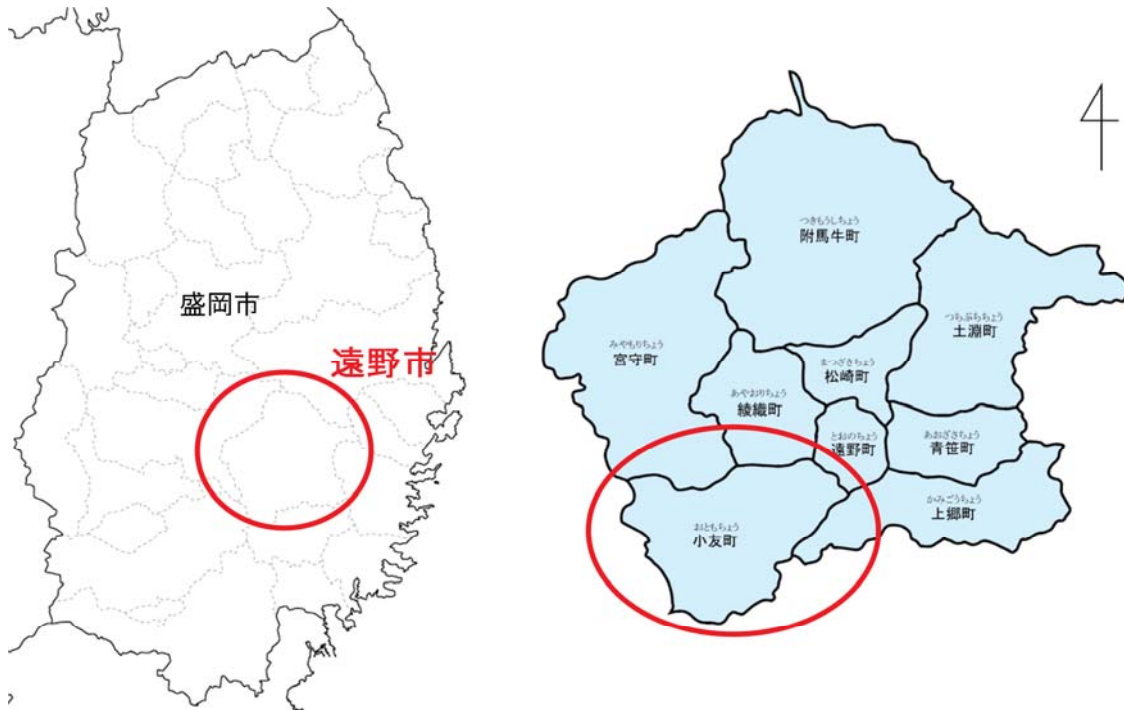 盛岡市
遠野市
つきもうしちょう
附馬牛町
つちぶちちょう
土淵町
みやもりちょう
宮守町
まつざきちょう
松崎町
あやおりちょう
綾織町
とおのちょう
遠野町
あおざさちょう
青笹町
かみごうちょう
上郷町
おともちょう
小友町